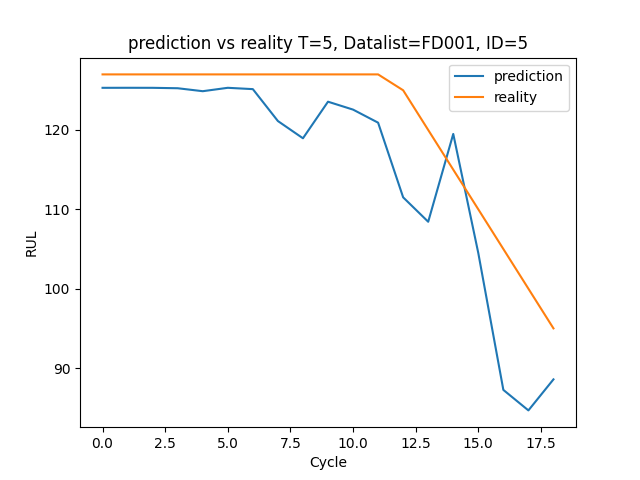 prediction vs reality T=5, Datalist=FD001, ID=5
prediction
reality
RUL
120
110
100
90
0.0 2.5 5.0 7.5 10.0 12.5 15.0 17.5
Cycle